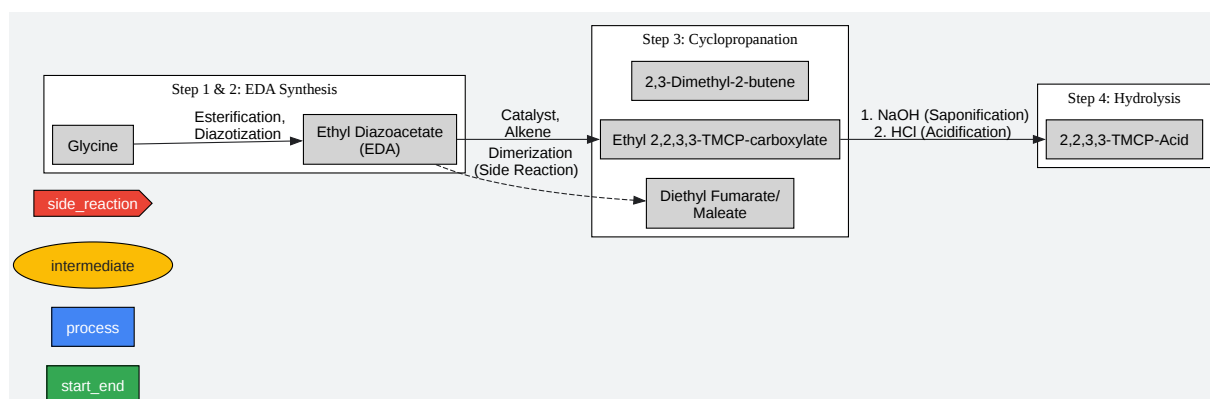 Step 1 & 2: EDA Synthesis
Glycine
Esterification,
Diazotization
Ethyl Diazoacetate
(EDA)
Catalyst,
Alkene
Dimerization
(Side Reaction)
Step 3: Cyclopropanation
2,3-Dimethyl-2-butene
Ethyl 2,2,3,3-TMCP-carboxylate
Diethyl Fumarate/
Maleate
1. NaOH (Saponification)
2. HCl (Acidification)
Step 4: Hydrolysis
2,2,3,3-TMCP-Acid
side_reaction
intermediate
process
start_end